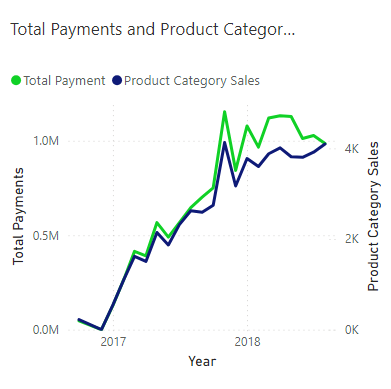 Total Payments and Product Categor...
Total Payment Product Category Sales
1.0M
0.5M
0.0M
Total Payments
4K
2K
0K
Product Category Sales
2017 2018
Year